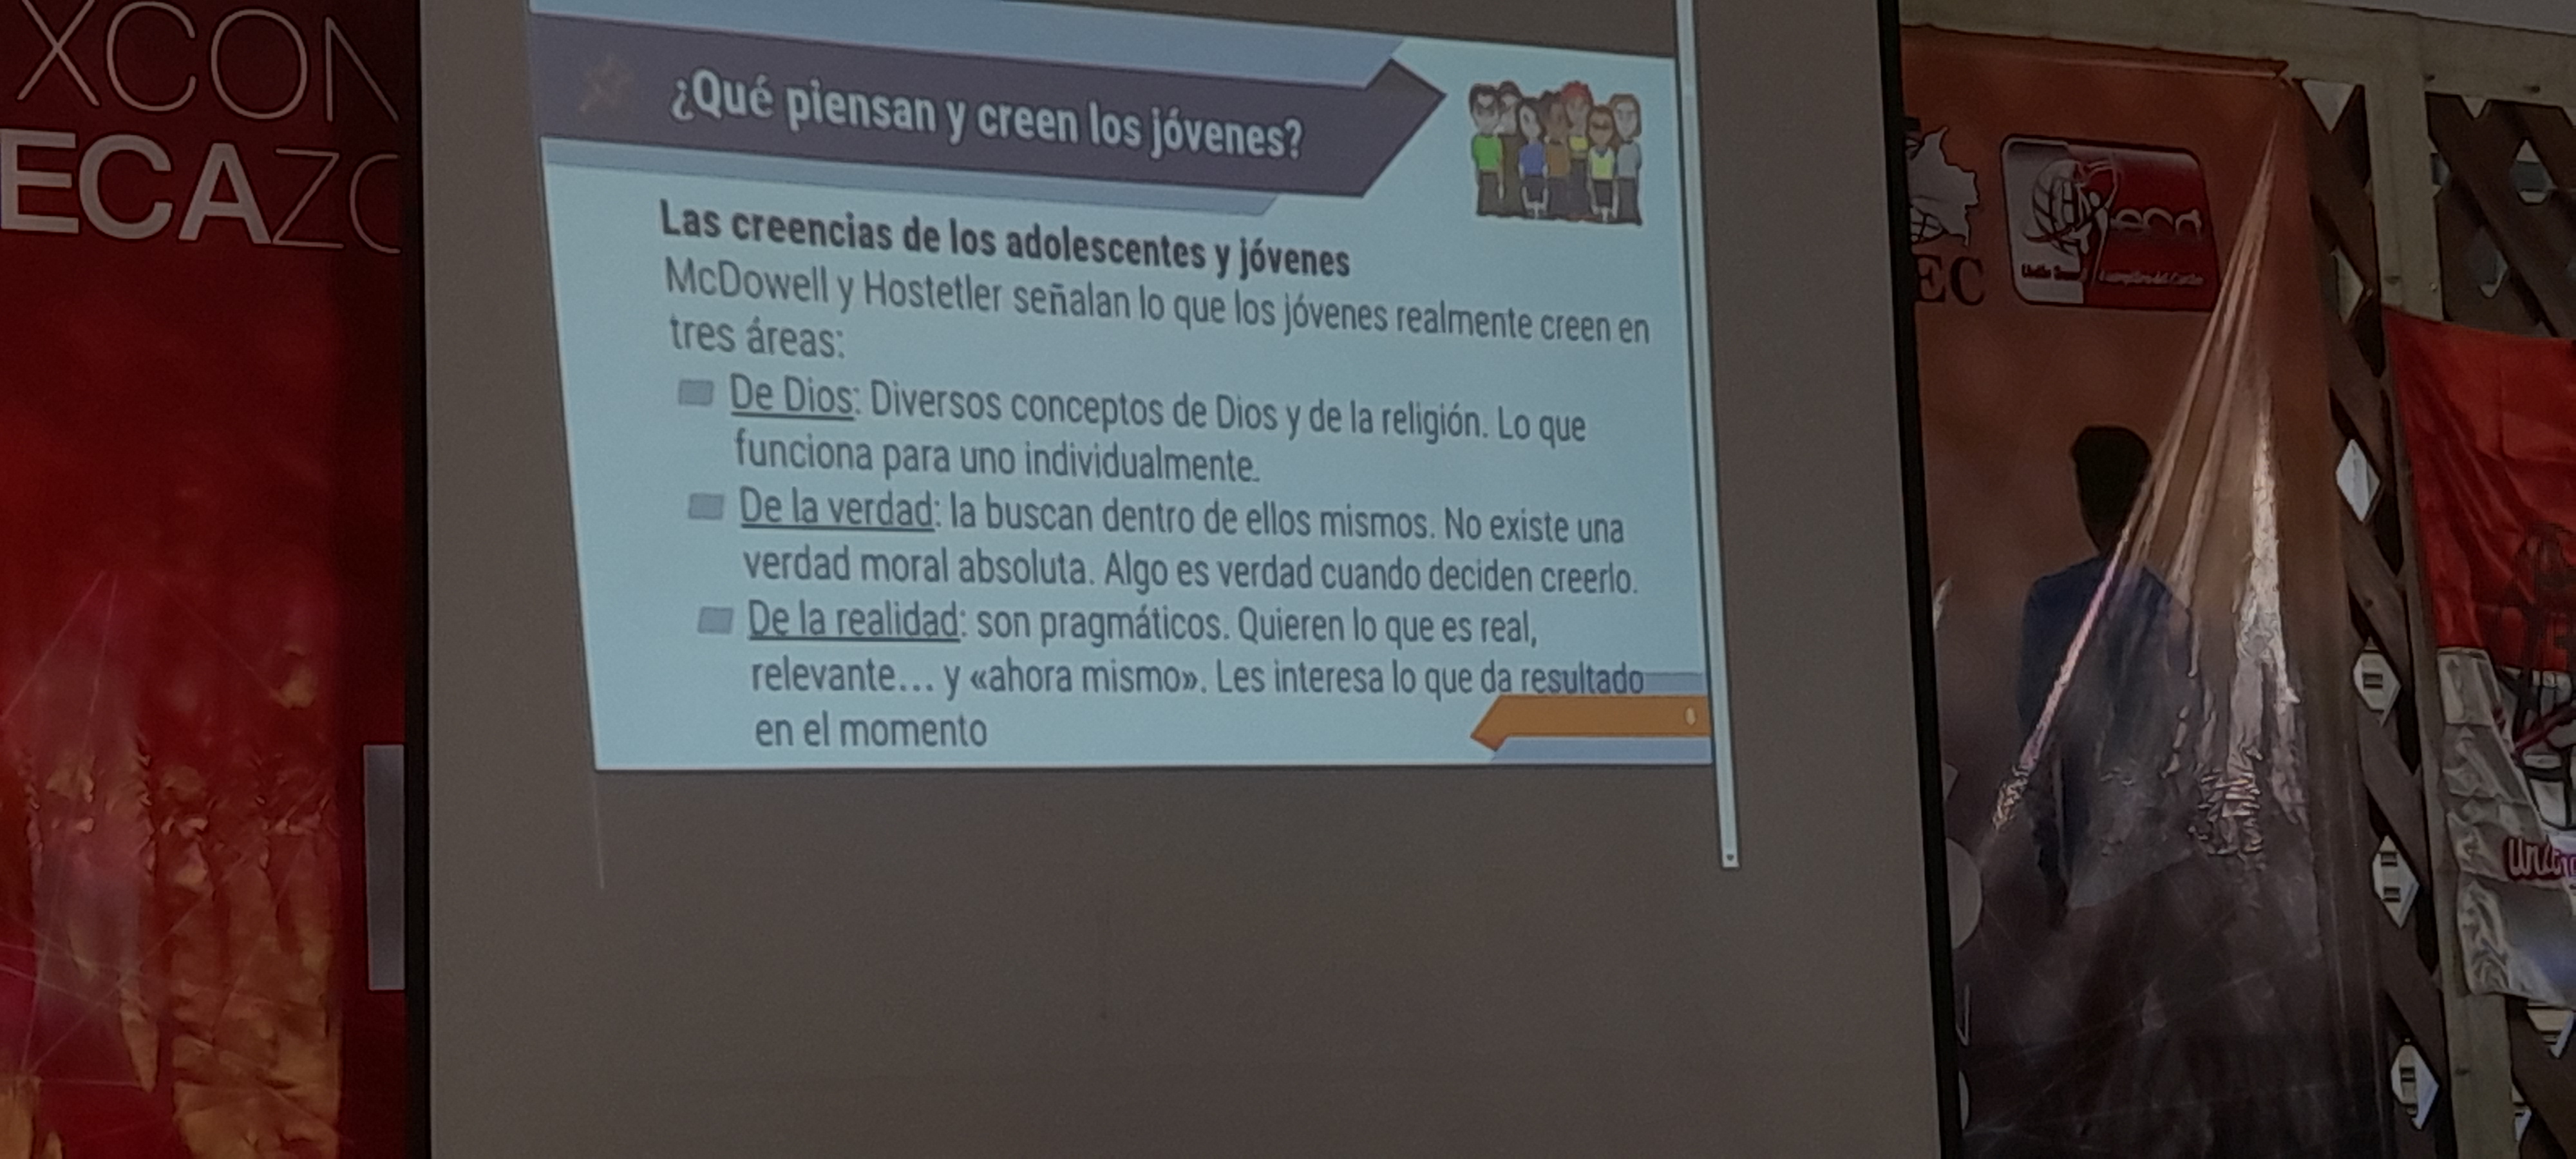 XCON
ECAZO
¿Qué piensan y creen los jóvenes?
Las creencias de los adolescentes y jóvenes
McDowell y Hostetler señalan lo que los jóvenes realmente creen en
tres áreas:
De Dios: Diversos conceptos de Dios y de la religión. Lo que
funciona para uno individualmente.
De la verdad: la buscan dentro de ellos mismos. No existe una
verdad moral absoluta. Algo es verdad cuando deciden creerlo.
De la realidad: son pragmáticos. Quieren lo que es real,
relevante... y «ahora mismo». Les interesa lo que da resultado
en el momento
EC